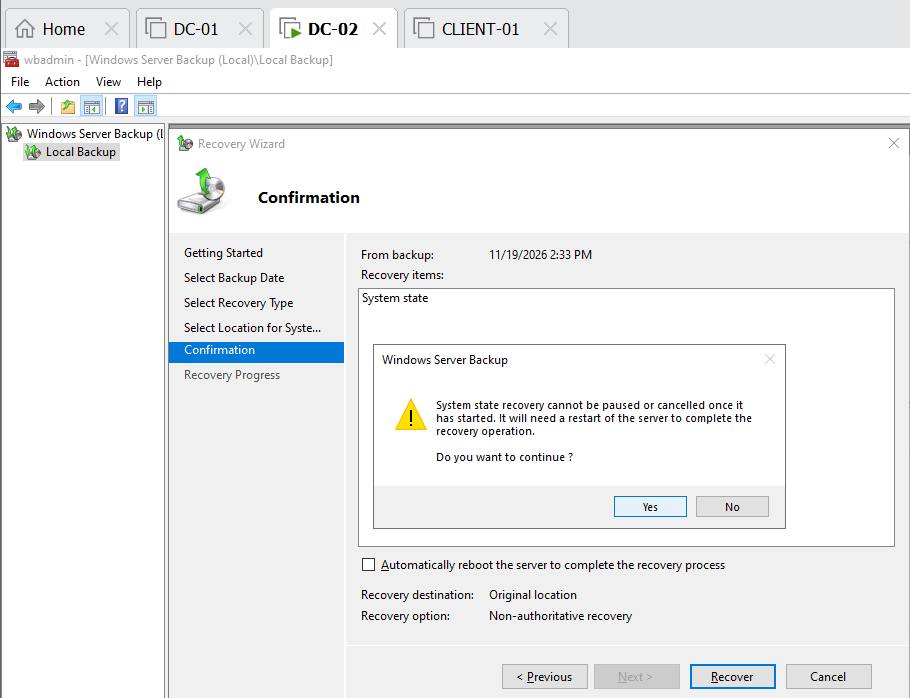 Home
DC-01
DC-02
CLIENT-01
wbadmin - [Windows Server Backup (Local)\Local Backup]
File Action View Help
Windows Server Backup (L
Local Backup
Recovery Wizard
Confirmation
Getting Started
Select Backup Date
Select Recovery Type
Select Location for Syste...
Confirmation
Recovery Progress
From backup: 11/19/2026 2:33 PM
Recovery items:
System state
Windows Server Backup
System state recovery cannot be paused or cancelled once it
has started. It will need a restart of the server to complete the
recovery operation.
Do you want to continue ?
Yes No
Automatically reboot the server to complete the recovery process
Recovery destination: Original location
Recovery option: Non-authoritative recovery
< Previous Next > Recover Cancel